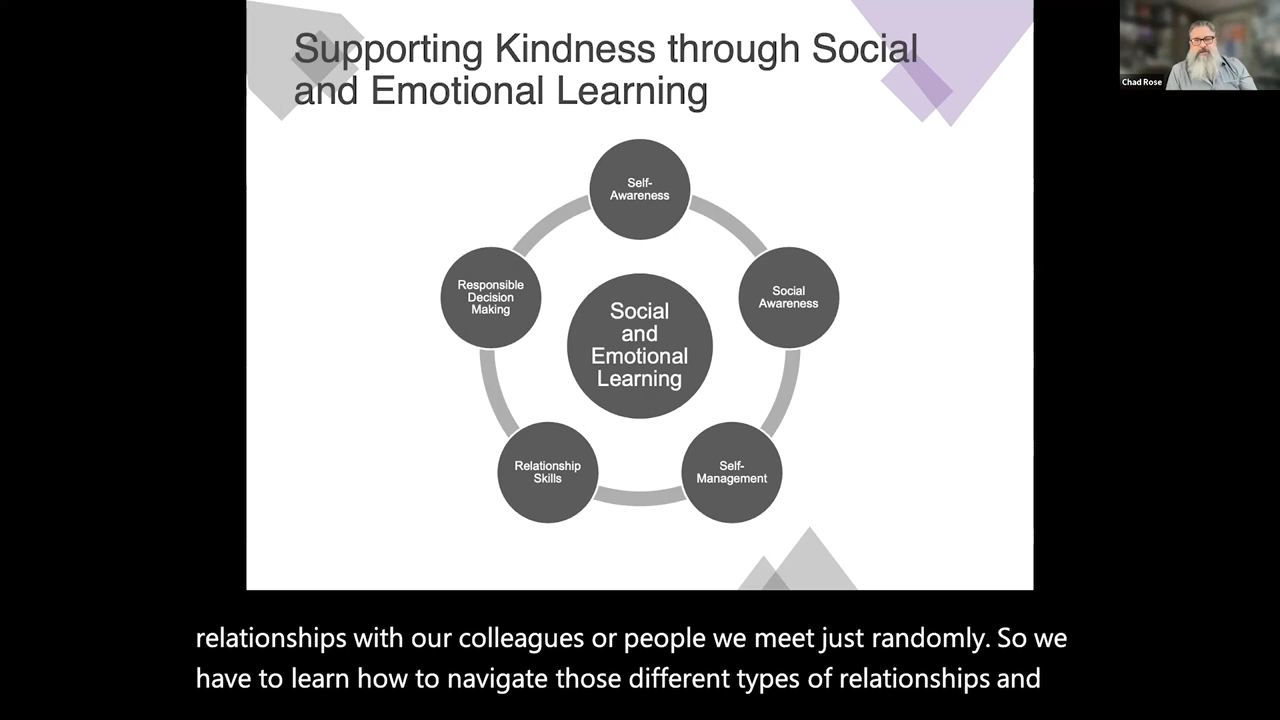 Supporting Kindness through Social
and Emotional Learning
Chad Rose
Self-
Awareness
Responsible
Decision
Making
Social
Awareness
Social
and
Emotional
Learning
Relationship
Skills
Self-
Management
relationships with our colleagues or people we meet just randomly. So we
have to learn how to navigate those different types of relationships and